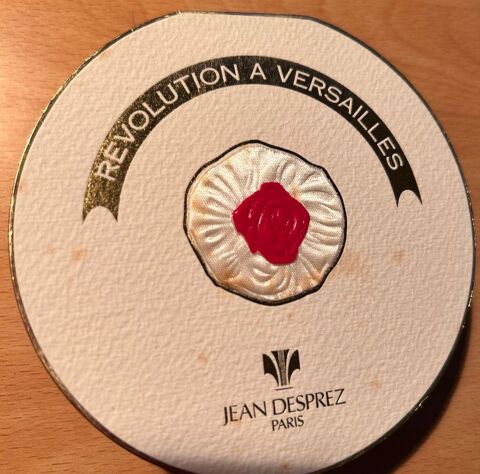 RÉVOLUTION A VERSAILLES
JEAN DESPREZ
PARIS